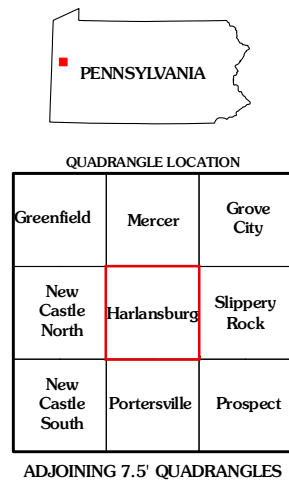 PENNSYLVANIA
QUADRANGLE LOCATION
Greenfield
Mercer
Grove
City
New
Castle
North
Harlansburg
Slippery
Rock
New
Castle
South
Portersville
Prospect
ADJOINING 7.5' QUADRANGLES